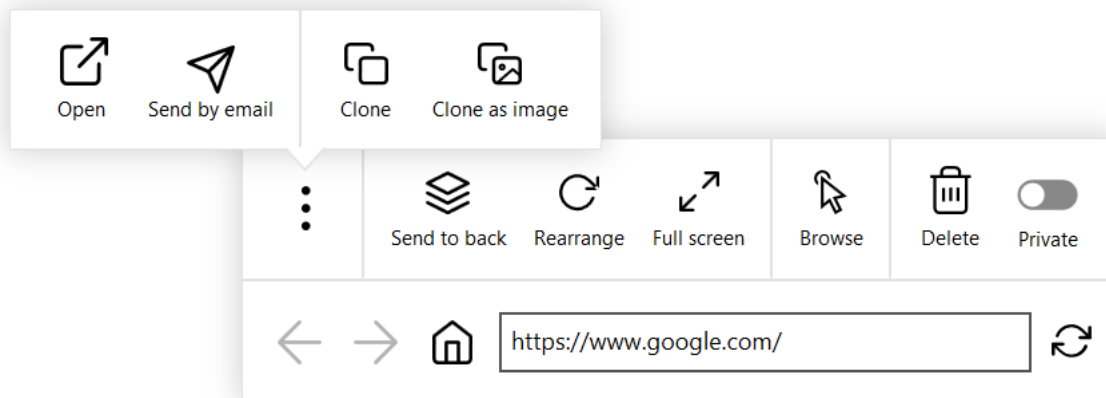 Open Send by email Clone Clone as image
Send to back Rearrange Full screen Browse Delete Private
https://www.google.com/